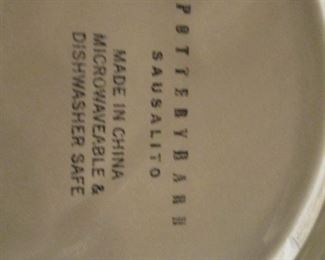 POTTERYBARN
SAUSALITO
MADE IN CHINA
MICROWAVEABLE &
DISHWASHER SAFE